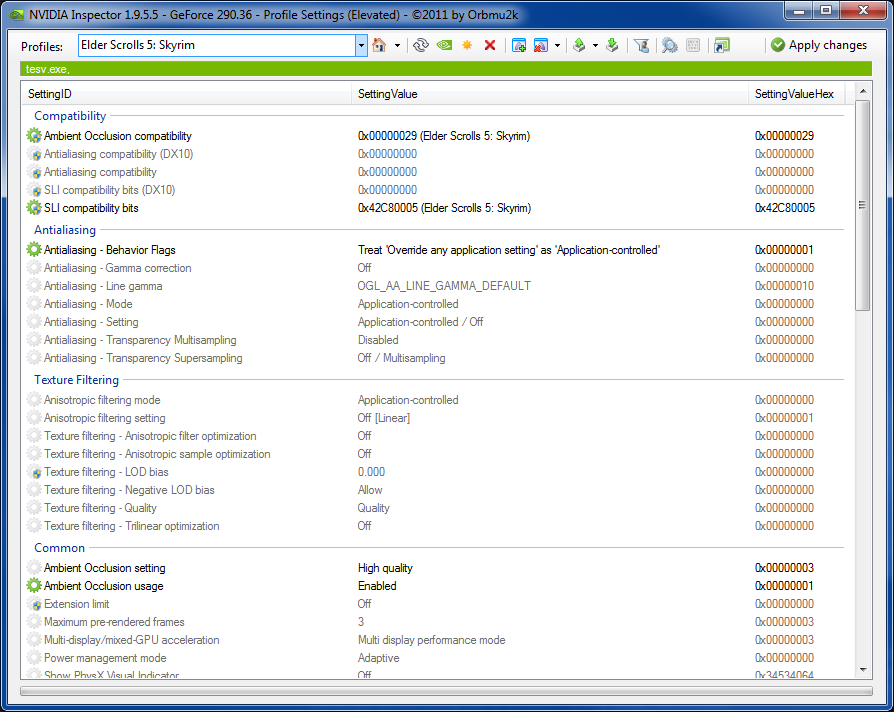 NVIDIA Inspector 1.9.5.5 - GeForce 290.36 - Profile Settings (Elevated) - ©2011 by Orbmu2k
Profiles: Elder Scrolls 5: Skyrim Apply changes
tesv.exe,
SettingID SettingValue SettingValueHex
Compatibility
Ambient Occlusion compatibility 0x00000029 (Elder Scrolls 5: Skyrim) 0x00000029
Antialiasing compatibility (DX10) 0x00000000 0x00000000
Antialiasing compatibility 0x00000000 0x00000000
SLI compatibility bits (DX10) 0x00000000 0x00000000
SLI compatibility bits 0x42C80005 (Elder Scrolls 5: Skyrim) 0x42C80005
Antialiasing
Antialiasing - Behavior Flags Treat 'Override any application setting' as 'Application-controlled' 0x00000001
Antialiasing - Gamma correction Off 0x00000000
Antialiasing - Line gamma OGL_AA_LINE_GAMMA_DEFAULT 0x00000010
Antialiasing - Mode Application-controlled 0x00000000
Antialiasing - Setting Application-controlled / Off 0x00000000
Antialiasing - Transparency Multisampling Disabled 0x00000000
Antialiasing - Transparency Supersampling Off / Multisampling 0x00000000
Texture Filtering
Anisotropic filtering mode Application-controlled 0x00000000
Anisotropic filtering setting Off [Linear] 0x00000001
Texture filtering - Anisotropic filter optimization Off 0x00000000
Texture filtering - Anisotropic sample optimization Off 0x00000000
Texture filtering - LOD bias 0.000 0x00000000
Texture filtering - Negative LOD bias Allow 0x00000000
Texture filtering - Quality Quality 0x00000000
Texture filtering - Trilinear optimization Off 0x00000000
Common
Ambient Occlusion setting High quality 0x00000003
Ambient Occlusion usage Enabled 0x00000001
Extension limit Off 0x00000000
Maximum pre-rendered frames 3 0x00000003
Multi-display/mixed-GPU acceleration Multi display performance mode 0x00000003
Power management mode Adaptive 0x00000000
Show PhysX Visual Indicator Off 0x34534064